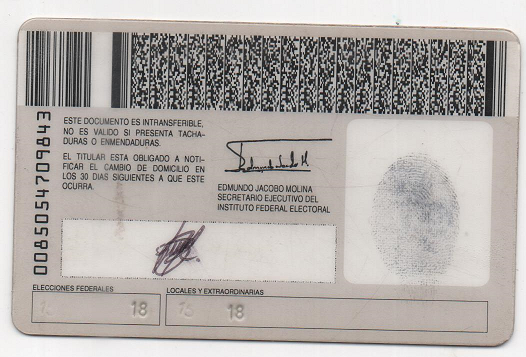 0085054709843
ESTE DOCUMENTO ES INTRANSFERIBLE,
NO ES VALIDO SI PRESENTA TACHA-
DURAS O ENMENDADURAS.
EL TITULAR ESTA OBLIGADO A NOTI-
FICAR EL CAMBIO DE DOMICILIO EN
LOS 30 DIAS SIGUIENTES A QUE ESTE
OCURRA.
EDMUNDO JACOBO MOLINA
SECRETARIO EJECUTIVO DEL
INSTITUTO FEDERAL ELECTORAL
ELECCIONES FEDERALES
18
LOCALES Y EXTRAORDINARIAS
18